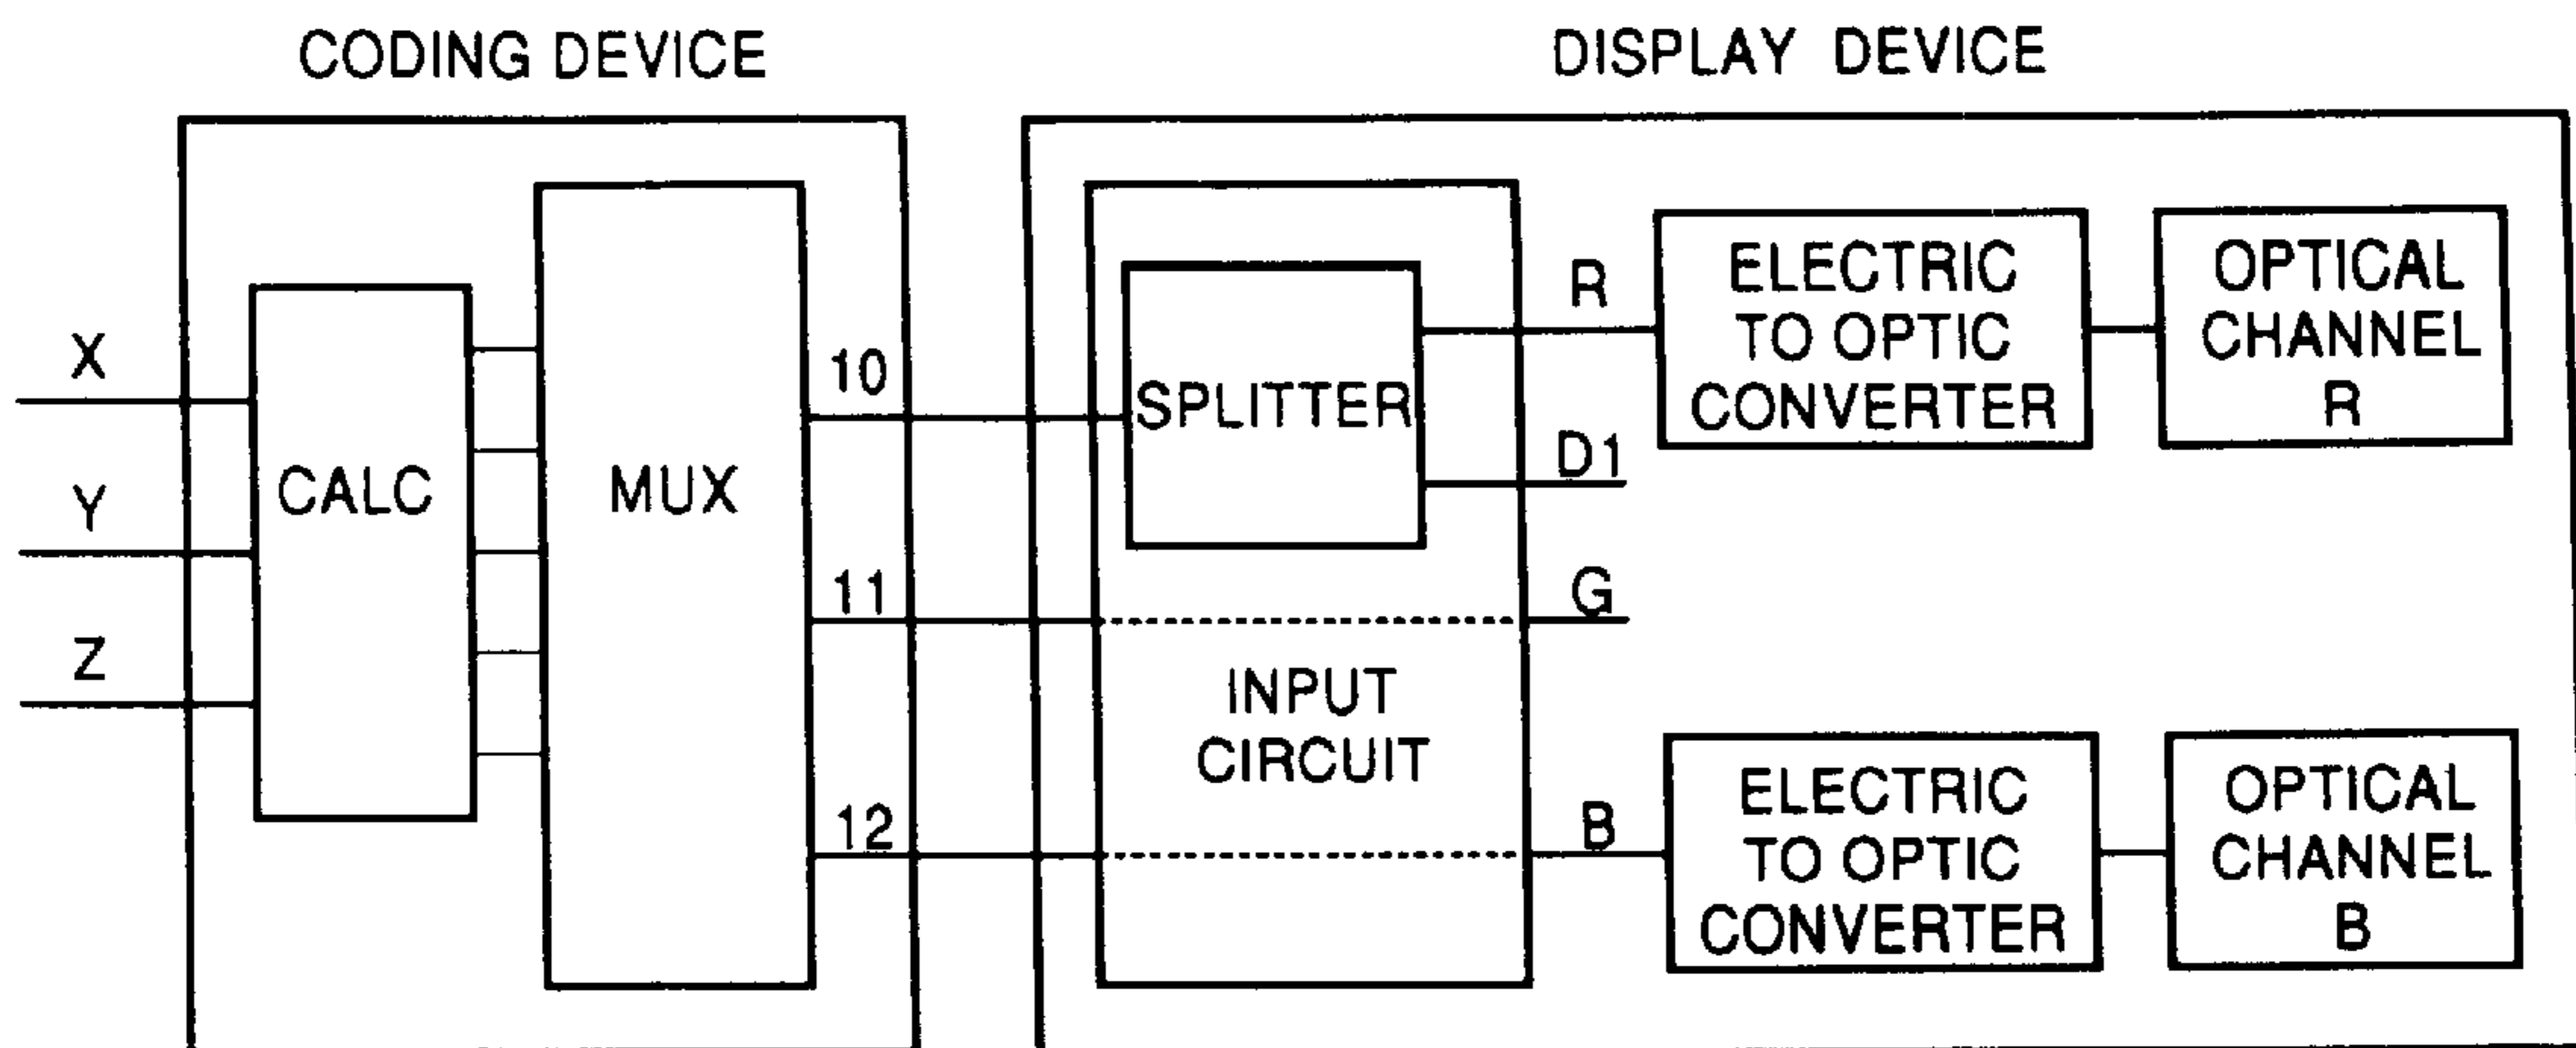 CODING DEVICE
DISPLAY DEVICE
X
Y
Z
CALC
MUX
10
11
12
SPLITTER
INPUT
CIRCUIT
R
D1
G
B
ELECTRIC
TO OPTIC
CONVERTER
OPTICAL
CHANNEL
R
ELECTRIC
TO OPTIC
CONVERTER
OPTICAL
CHANNEL
B